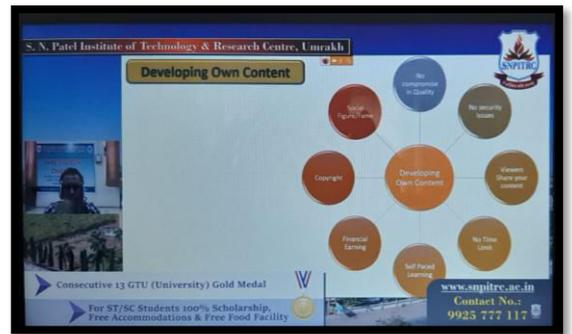 S. N. Patel Institute of Technology & Research Centre, Umrakh
SNPITRC
Developing Own Content
No
compromise
in Quality
No security
issues
Viewers
Share your
content
No Time
Limit
Self Paced
Learning
Financial
Earning
Copyright
Social
Developing
Own Content
Consecutive 13 GTU (University) Gold Medal
For ST/SC Students 100% Scholarship,
Free Accommodations & Free Food Facility
www.snpitrc.ac.in
Contact No.:
9925 777 117